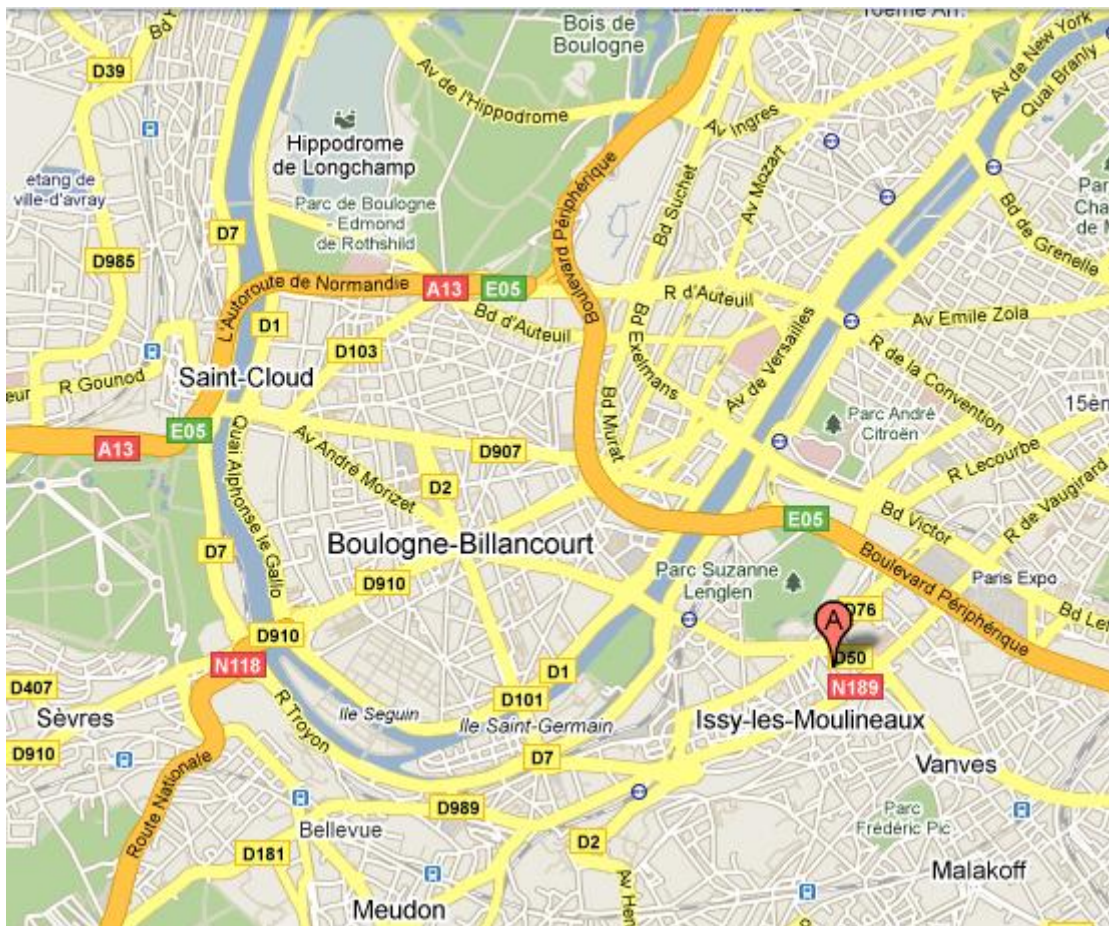 Bois de
Boulogne
16ème Arr.
Bd
D39
Av de New York
Quai Branly
Av de l'Hippodrome
Av Ingres
Hippodrome
de Longchamp
Av Mozart
etang de
ville-d'avray
Parc de Boulogne
- Edmond
de Rothshild
Boulevard Périphérique
Bd Suchet
Bd de Grenelle
D7
D985
L'Autoroute de Normandie
A13
E05
R d'Auteuil
Bd d'Auteuil
Av Emile Zola
D1
D103
Boulevard Périphérique
Bd Exelmans
Av de Versailles
R de la Convention
R Gounod
Saint-Cloud
Bd Murat
Parc André
Citroën
15èn
E05
A13
Quai Alphonse le Gallo
Av André Morizet
D907
D2
R Lecourbe
R de Vaugirard
E05
Bd Victor
D7
Boulogne-Billancourt
D910
Parc Suzanne
Lenglen
Boulevard Périphérique
Paris Expo
D76
A
D910
N118
D50
N189
D407
Sèvres
D910
R Troyon
Ile Seguin
D1
D101
Ile Saint-Germain
Issy-les-Moulineaux
D7
Vanves
Route Nationale
D989
Bellevue
D181
D2
Parc
Frédéric Pic
Malakoff
Meudon
Av Hen